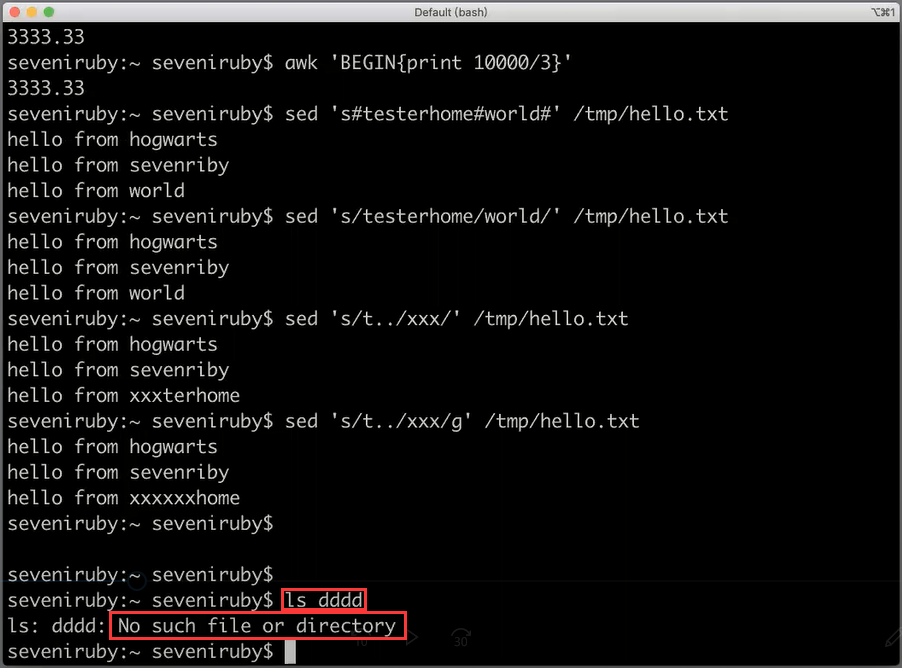 Default (bash)
⌥⌘1
3333.33
seveniruby:~ seveniruby$ awk 'BEGIN{print 10000/3}'
3333.33
seveniruby:~ seveniruby$ sed 's#testerhome#world#' /tmp/hello.txt
hello from hogwarts
hello from sevenriby
hello from world
seveniruby:~ seveniruby$ sed 's/testerhome/world/' /tmp/hello.txt
hello from hogwarts
hello from sevenriby
hello from world
seveniruby:~ seveniruby$ sed 's/t../xxx/' /tmp/hello.txt
hello from hogwarts
hello from sevenriby
hello from xxxterhome
seveniruby:~ seveniruby$ sed 's/t../xxx/g' /tmp/hello.txt
hello from hogwarts
hello from sevenriby
hello from xxxxxxhome
seveniruby:~ seveniruby$
seveniruby:~ seveniruby$
seveniruby:~ seveniruby$ ls dddd
ls: dddd: No such file or directory
10
30
seveniruby:~ seveniruby$